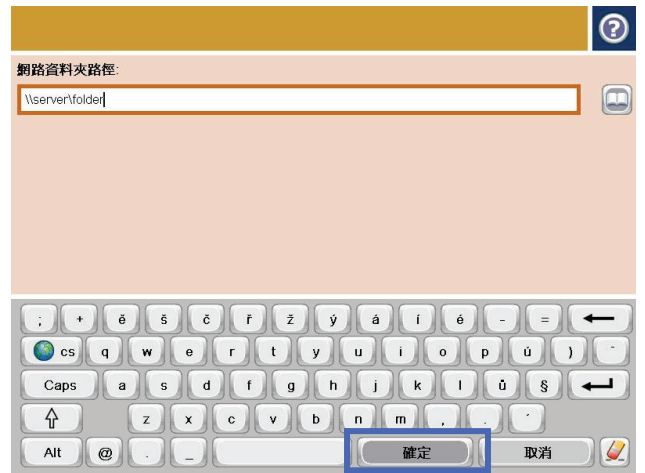 ?
網路資料夾路徑:
\\server\folder
; + ě š č ř ž ý á í é - =
cs q w e r t y u i o p ú ) ´
Caps a s d f g h j k l ů §
z x c v b n m , . ´
Alt @ . _ 確定 取消